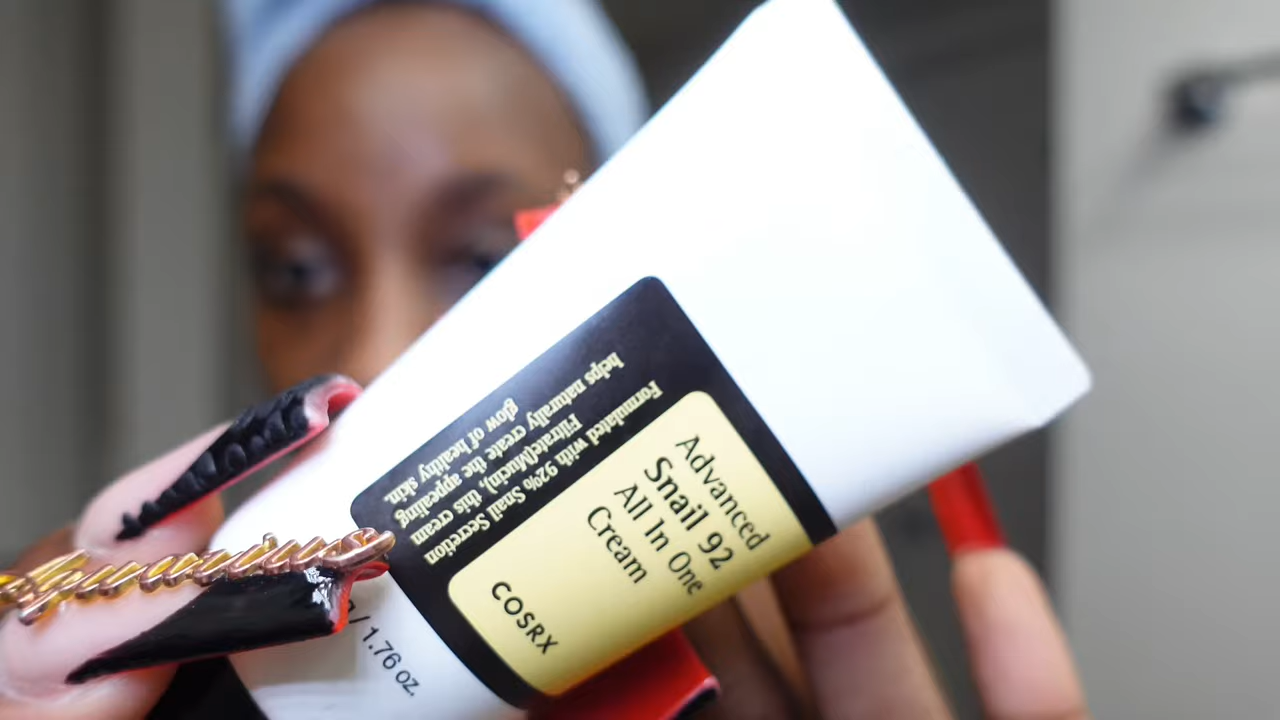 Advanced
Snail 92
All In One
Cream
COSRX
Formulated with 92% Snail Secretion
Filtrate(Mucin), this cream
helps naturally create the appealing
glow of healthy skin.
/ 1.76 oz.